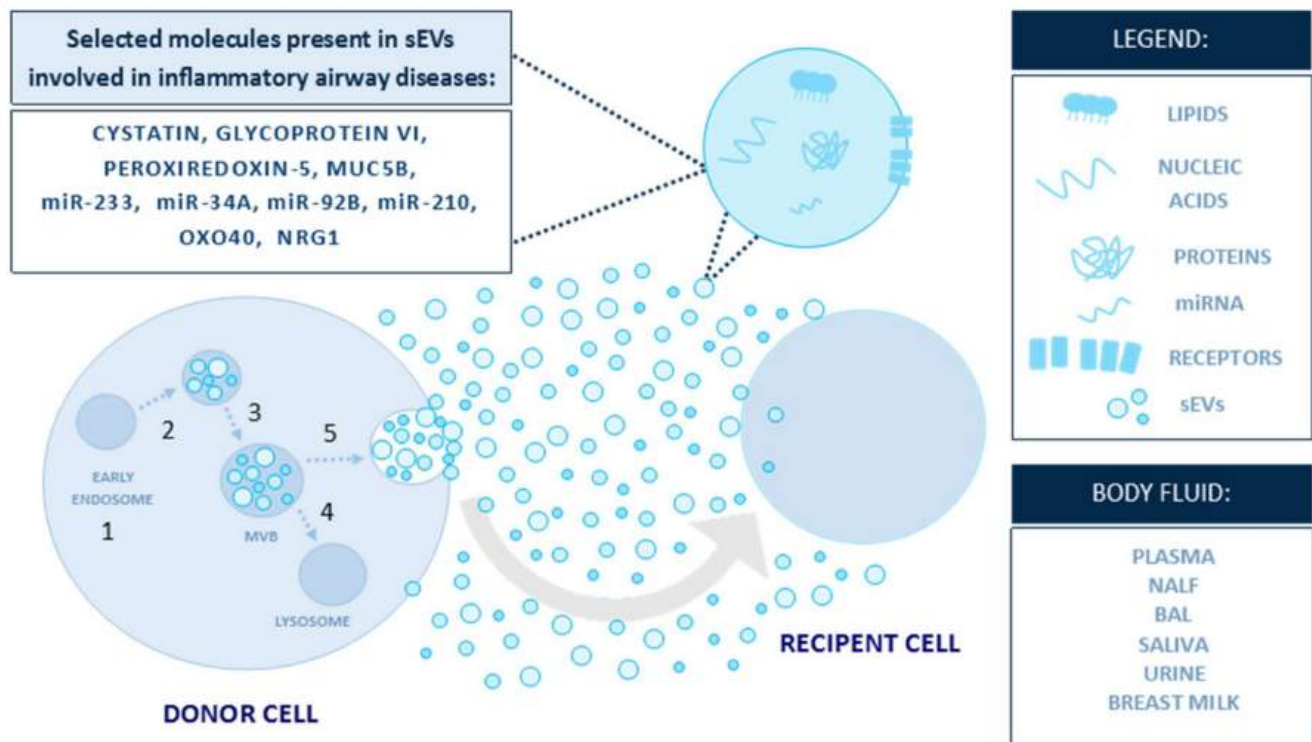 Selected molecules present in sEVs
involved in inflammatory airway diseases:
CYSTATIN, GLYCOPROTEIN VI,
PEROXIREDOXIN-5, MUC5B,
miR-233, miR-34A, miR-92B, miR-210,
OXO40, NRG1
1
2
3
4
5
EARLY
ENDOSOME
MVB
LYSOSOME
DONOR CELL
RECIPENT CELL
LEGEND:
LIPIDS
NUCLEIC
ACIDS
PROTEINS
miRNA
RECEPTORS
sEVs
BODY FLUID:
PLASMA
NALF
BAL
SALIVA
URINE
BREAST MILK